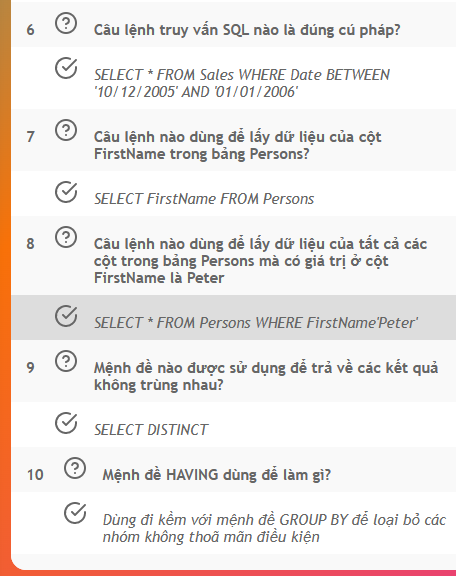 6 Câu lệnh truy vấn SQL nào là đúng cú pháp?
SELECT * FROM Sales WHERE Date BETWEEN
'10/12/2005' AND '01/01/2006'
7 Câu lệnh nào dùng để lấy dữ liệu của cột
FirstName trong bảng Persons?
SELECT FirstName FROM Persons
8 Câu lệnh nào dùng để lấy dữ liệu của tất cả các
cột trong bảng Persons mà có giá trị ở cột
FirstName là Peter
SELECT * FROM Persons WHERE FirstName'Peter'
9 Mệnh đề nào được sử dụng để trả về các kết quả
không trùng nhau?
SELECT DISTINCT
10 Mệnh đề HAVING dùng để làm gì?
Dùng đi kèm với mệnh đề GROUP BY để loại bỏ các
nhóm không thoã mãn điều kiện